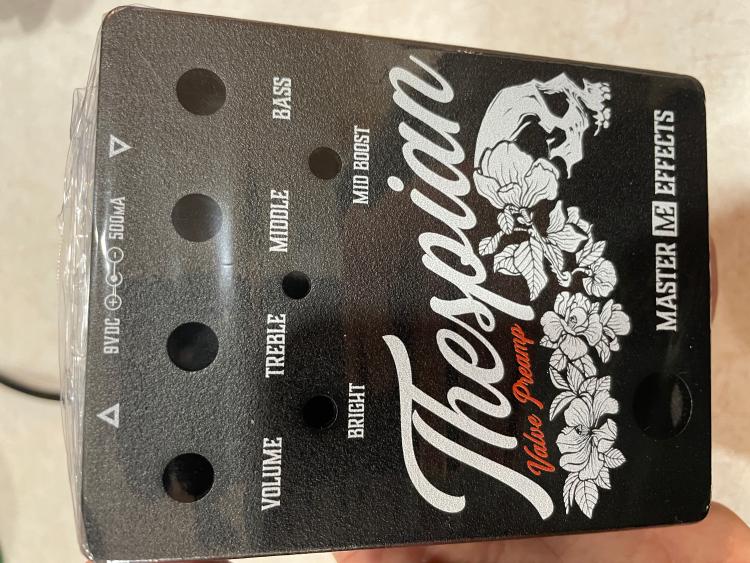 9VDC 500mA
VOLUME TREBLE MIDDLE BASS
BRIGHT MID BOOST
Thespian
Valve Preamp
MASTER ME EFFECTS